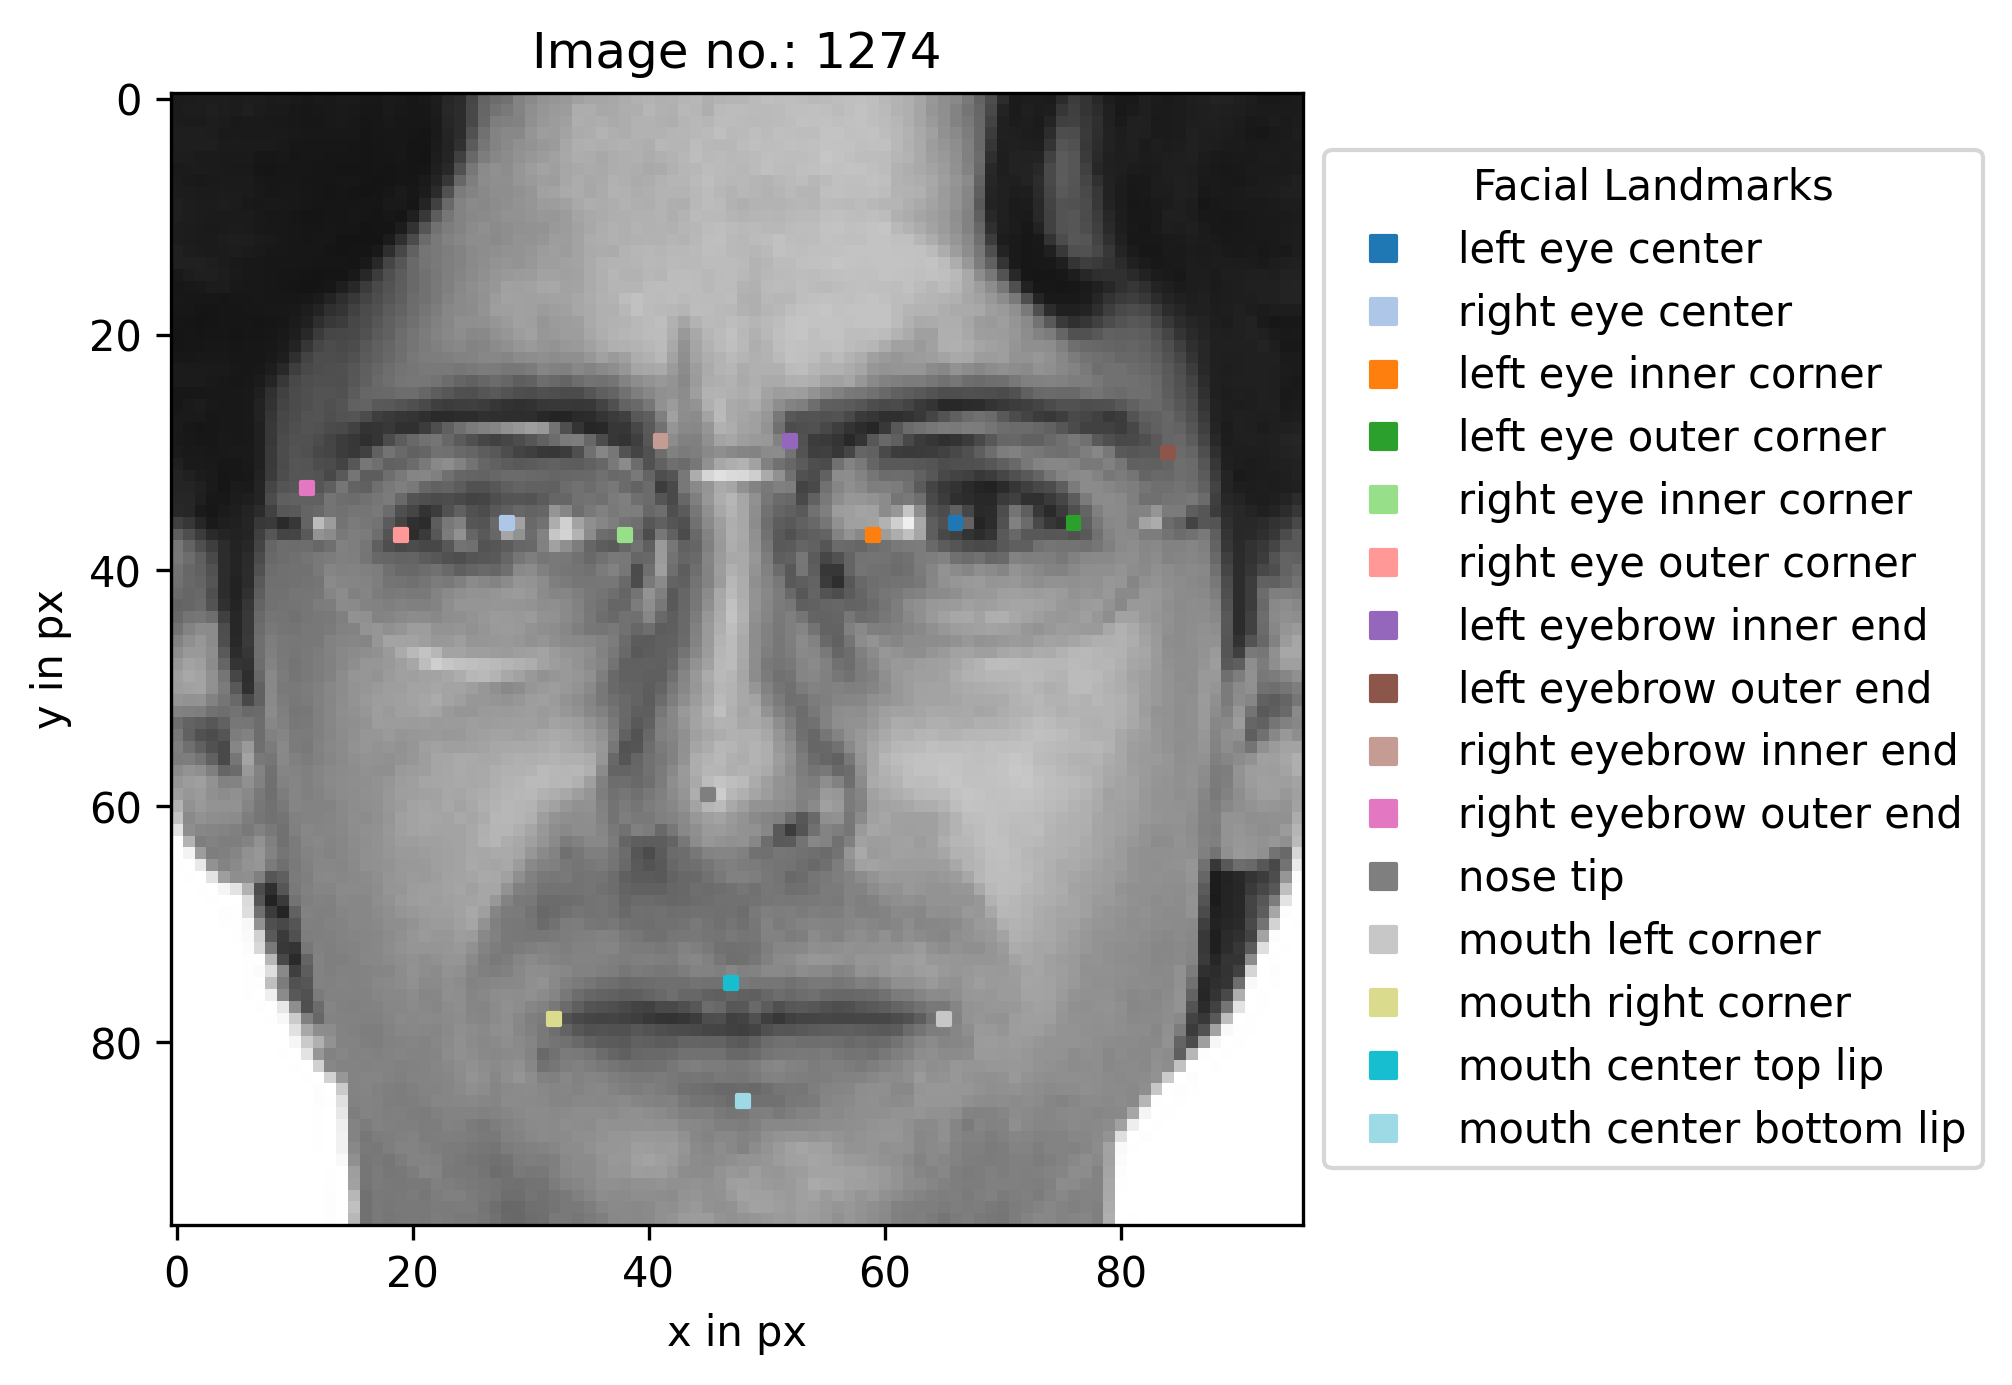 Image no.: 1274
0
20
40
60
80
y in px
0
20
40
60
80
x in px
Facial Landmarks
left eye center
right eye center
left eye inner corner
left eye outer corner
right eye inner corner
right eye outer corner
left eyebrow inner end
left eyebrow outer end
right eyebrow inner end
right eyebrow outer end
nose tip
mouth left corner
mouth right corner
mouth center top lip
mouth center bottom lip